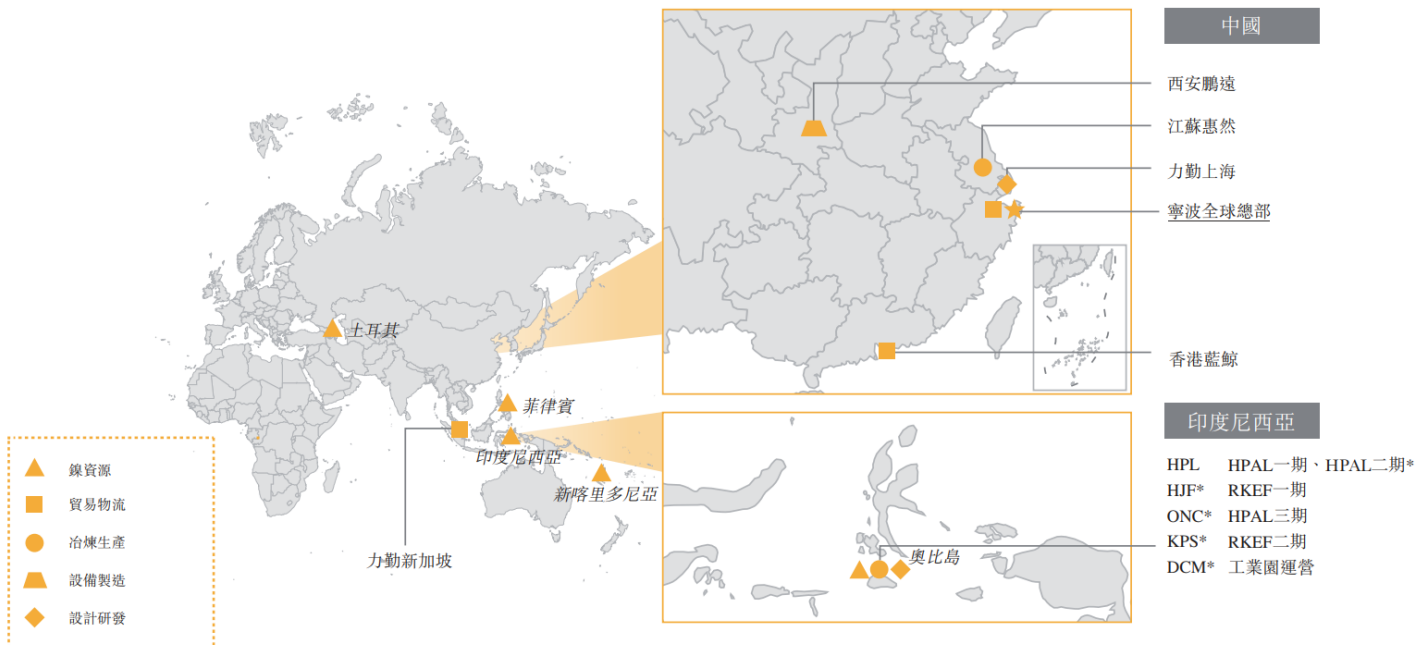 中國
西安鵬遠
江蘇惠然
力勤上海
寧波全球總部
香港藍鯨
土耳其
菲律賓
印度尼西亞
新喀里多尼亞
力勤新加坡
鎳資源
貿易物流
冶煉生產
設備製造
設計研發
奧比島
印度尼西亞
HPL HPAL一期、HPAL二期*
HJF* RKEF一期
ONC* HPAL三期
KPS* RKEF二期
DCM* 工業園運營